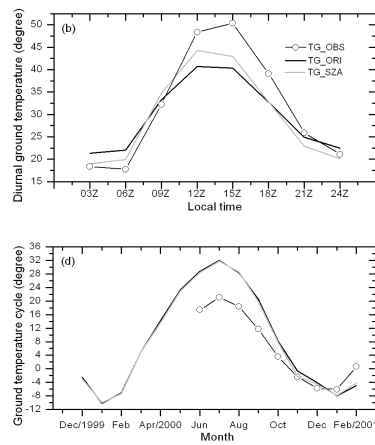 (b)
TG_OBS
TG_ORI
TG_SZA
Diurnal ground temperature (degree)
50
45
40
35
30
25
20
15
03Z 06Z 09Z 12Z 15Z 18Z 21Z 24Z
Local time
(d)
Ground temperature cycle (degree)
36
32
28
24
20
16
12
8
4
0
-4
-8
-12
Dec/1999 Feb Apr/2000 Jun Aug Oct Dec Feb/2001
Month